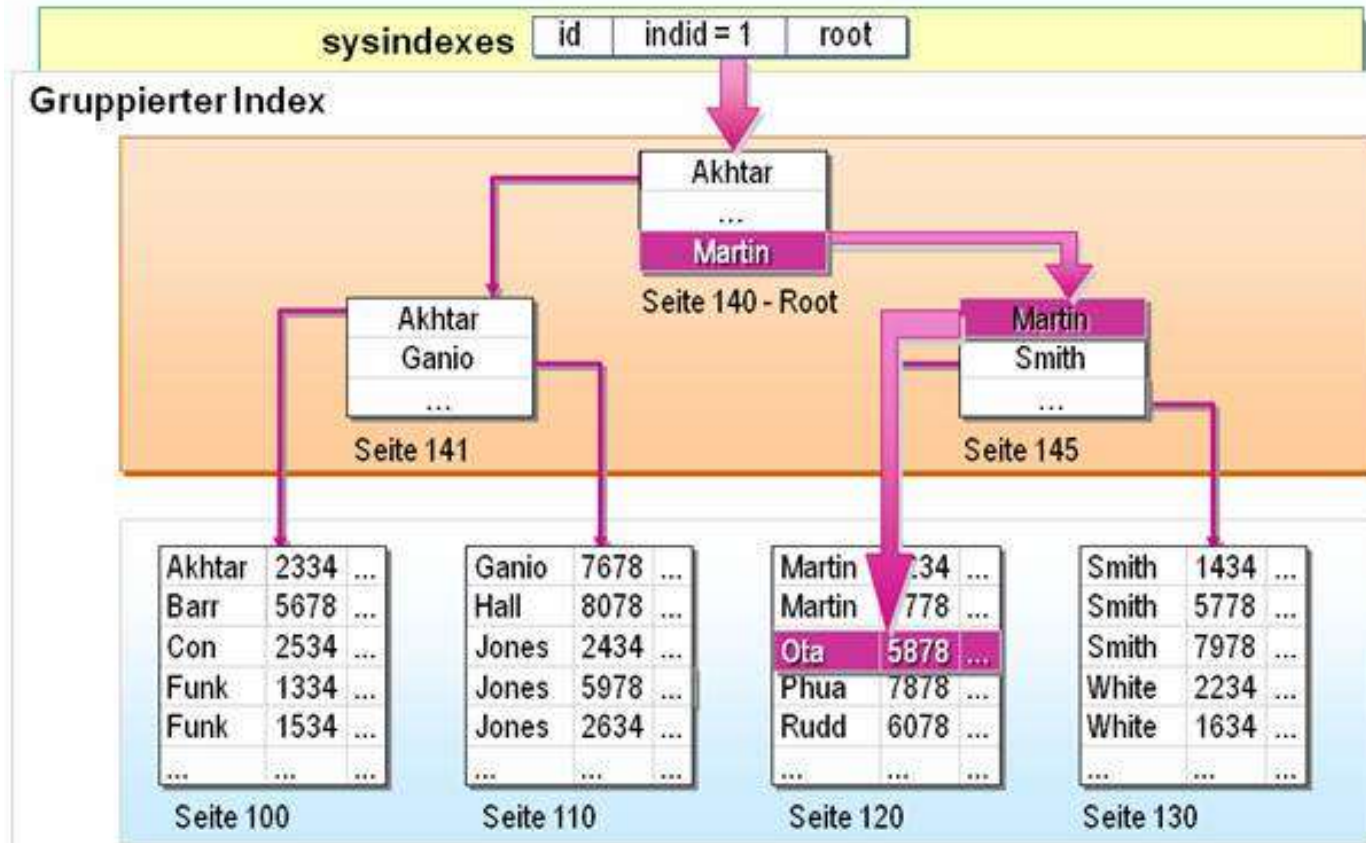 sysindexes id indid = 1 root
Gruppierter Index
Akhtar
...
Martin
Seite 140 - Root
Akhtar
Ganio
...
Seite 141
Martin
Smith
...
Seite 145
Akhtar 2334 ...
Barr 5678 ...
Con 2534 ...
Funk 1334 ...
Funk 1534 ...
... ... ...
Seite 100
Ganio 7678 ...
Hall 8078 ...
Jones 2434 ...
Jones 5978 ...
Jones 2634 ...
... ... ...
Seite 110
Martin ...
Martin ...
Ota 5878 ...
Phua 7878 ...
Rudd 6078 ...
... ... ...
Seite 120
Smith 1434 ...
Smith 5778 ...
Smith 7978 ...
White 2234 ...
White 1634 ...
... ... ...
Seite 130